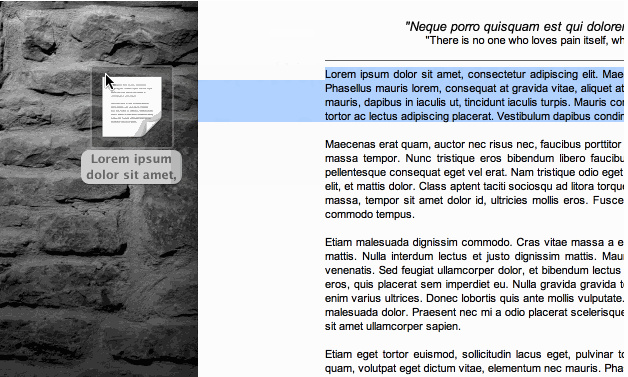 Lorem ipsum
dolor sit amet,
"Neque porro quisquam est qui dolorem
"There is no one who loves pain itself, wh
Lorem ipsum dolor sit amet, consectetur adipiscing elit. Mae
Phasellus mauris lorem, consequat at gravida vitae, aliquet at
mauris, dapibus in iaculis ut, tincidunt iaculis turpis. Mauris con
tortor ac lectus adipiscing placerat. Vestibulum dapibus condin
Maecenas erat quam, auctor nec risus nec, faucibus porttitor
massa tempor. Nunc tristique eros bibendum libero faucibu
pellentesque consequat eget vel erat. Nam tristique odio eget
elit, et mattis dolor. Class aptent taciti sociosqu ad litora torque
massa, tempor sit amet dolor id, ultricies mollis eros. Fusce
commodo tempus.
Etiam malesuada dignissim commodo. Cras vitae massa a e
mattis. Nulla interdum lectus et justo dignissim mattis. Mau
venenatis. Sed feugiat ullamcorper dolor, et bibendum lectus
eros, quis placerat sem imperdiet eu. Nulla gravida gravida to
enim varius ultrices. Donec lobortis quis ante mollis vulputate.
malesuada dolor. Praesent nec mi a odio placerat scelerisque
sit amet ullamcorper sapien.
Etiam eget tortor euismod, sollicitudin lacus eget, pulvinar to
quam, volutpat eget dictum vitae, elementum nec mauris. Pha